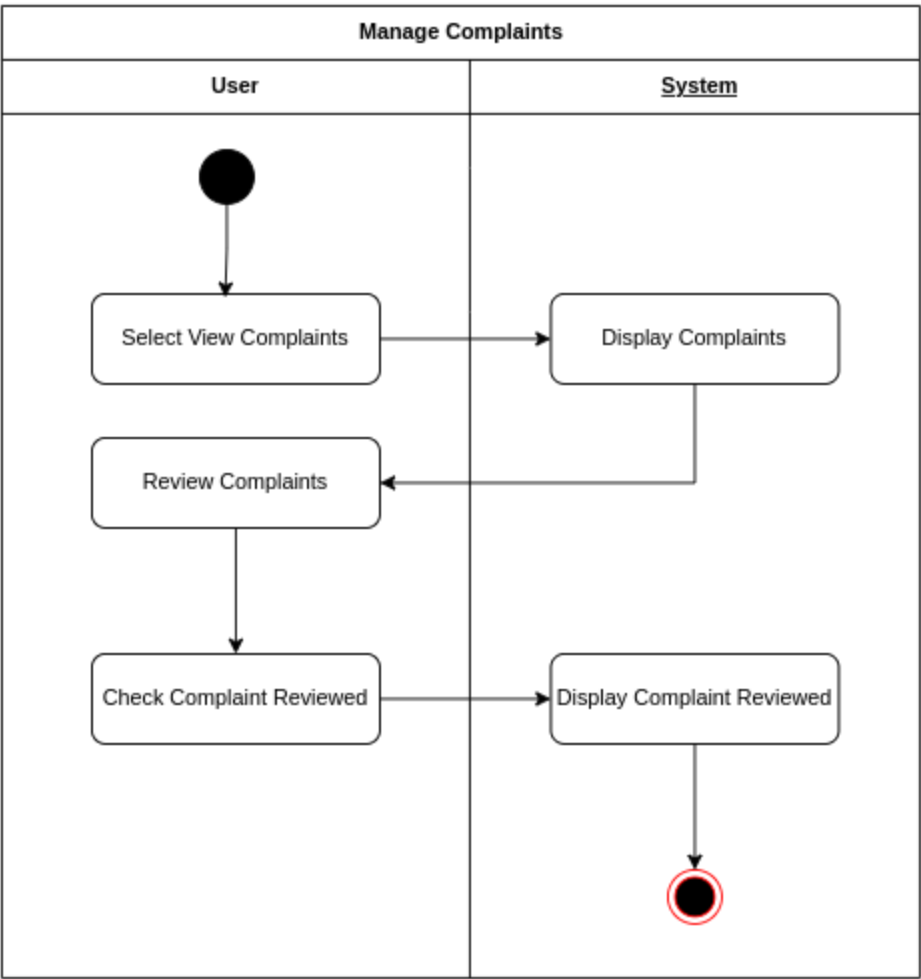 Manage Complaints
User
System
Select View Complaints
Display Complaints
Review Complaints
Check Complaint Reviewed
Display Complaint Reviewed